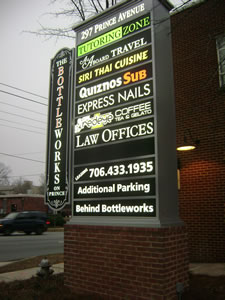 297 PRINCE AVENUE
TUTORING ZONE
ABOARD TRAVEL
SIRI THAI CUISINE
QUIZNOS SUB
EXPRESS NAILS
COFFEE
TEA & GELATO
LAW OFFICES
706.433.1935
Additional Parking
Behind Bottleworks
THE
BOTTLEWORKS
ON
PRINCE